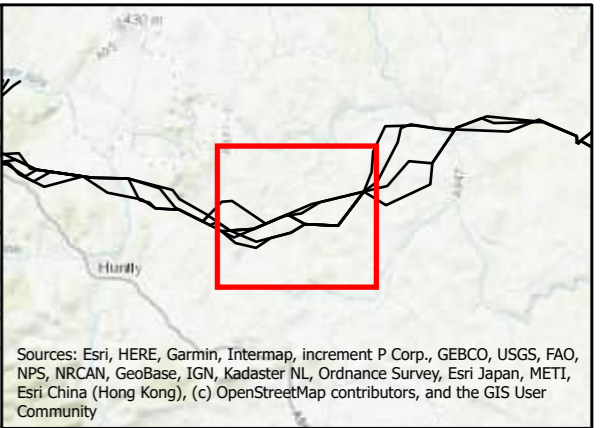 430 m
Huntly
A947
Sources: Esri, HERE, Garmin, Intermap, increment P Corp., GEBCO, USGS, FAO,
NPS, NRCAN, GeoBase, IGN, Kadaster NL, Ordnance Survey, Esri Japan, METI,
Esri China (Hong Kong), (c) OpenStreetMap contributors, and the GIS User
Community